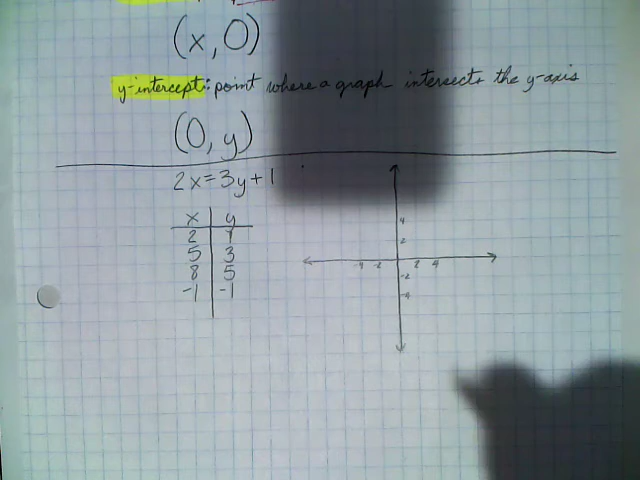 (x, 0)
y-intercept: point where a graph intersects the y-axis
(0, y)
2x=3y+1
x y
2 1
5 3
8 5
-1 -1
4
2
-4 -2 2 4
-2
-4